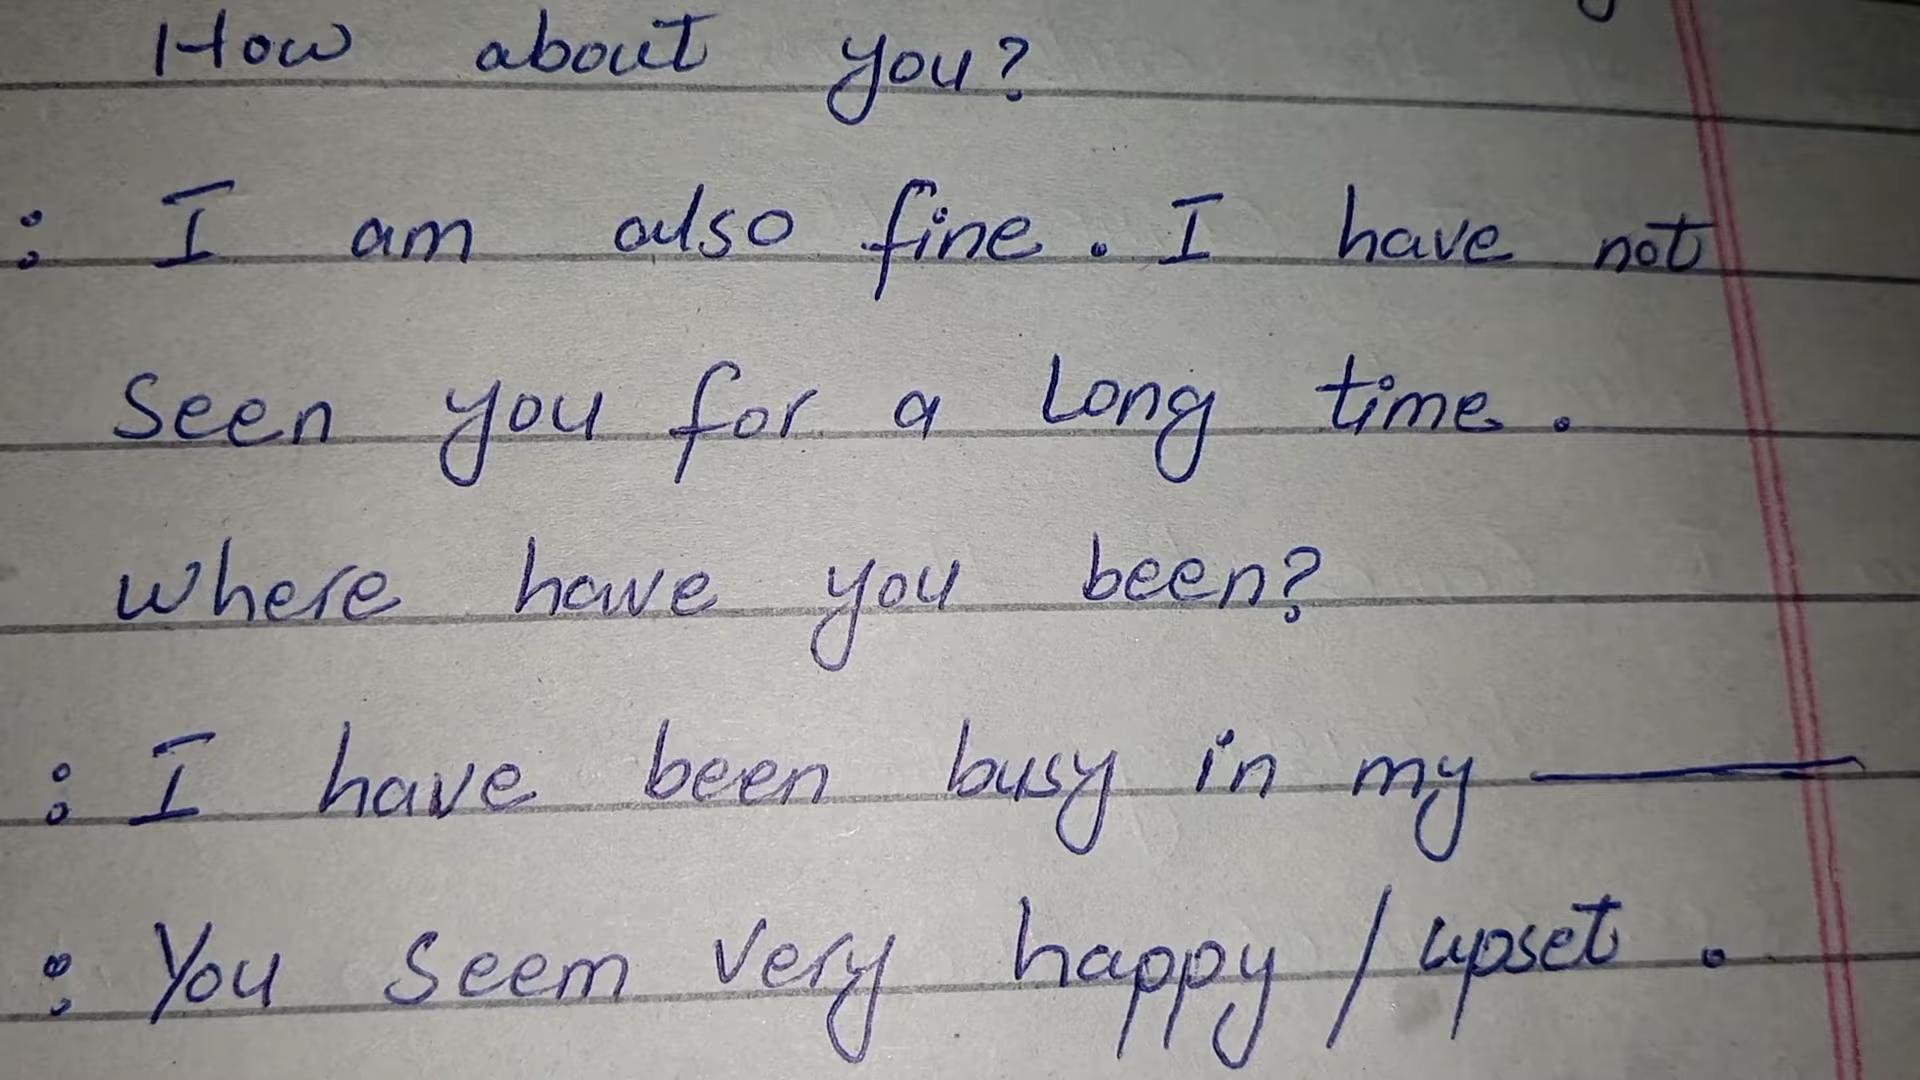 How about you?
: I am also fine. I have not
Seen you for a long time.
where have you been?
: I have been busy in my ———
: You seem very happy / upset.